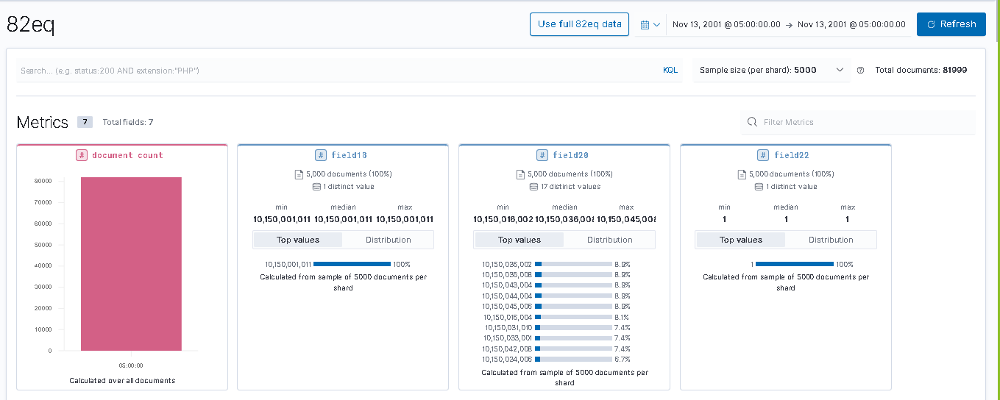 82eq
Use full 82eq data
Nov 13, 2001 @ 05:00:00.00 → Nov 13, 2001 @ 05:00:00.00
Refresh
Search... (e.g. status:200 AND extension:"PHP")
KQL
Sample size (per shard): 5000
Total documents: 81999
Metrics 7 Total fields: 7
Filter Metrics
# document count
80000
70000
60000
50000
40000
30000
20000
10000
0
05:00:00
Calculated over all documents
# field18
5,000 documents (100%)
1 distinct value
min median max
10,150,001,011 10,150,001,011 10,150,001,011
Top values Distribution
10,150,001,011 100%
Calculated from sample of 5000 documents per
shard
# field20
5,000 documents (100%)
17 distinct values
min median max
10,150,016,002 10,150,036,008 10,150,045,008
Top values Distribution
10,150,036,002 8.9%
10,150,036,008 8.9%
10,150,043,004 8.9%
10,150,044,004 8.9%
10,150,045,006 8.9%
10,150,016,004 8.1%
10,150,031,010 7.4%
10,150,033,001 7.4%
10,150,042,008 7.4%
10,150,034,006 6.7%
Calculated from sample of 5000 documents per
shard
# field22
5,000 documents (100%)
1 distinct value
min median max
1 1 1
Top values Distribution
1 100%
Calculated from sample of 5000 documents per
shard